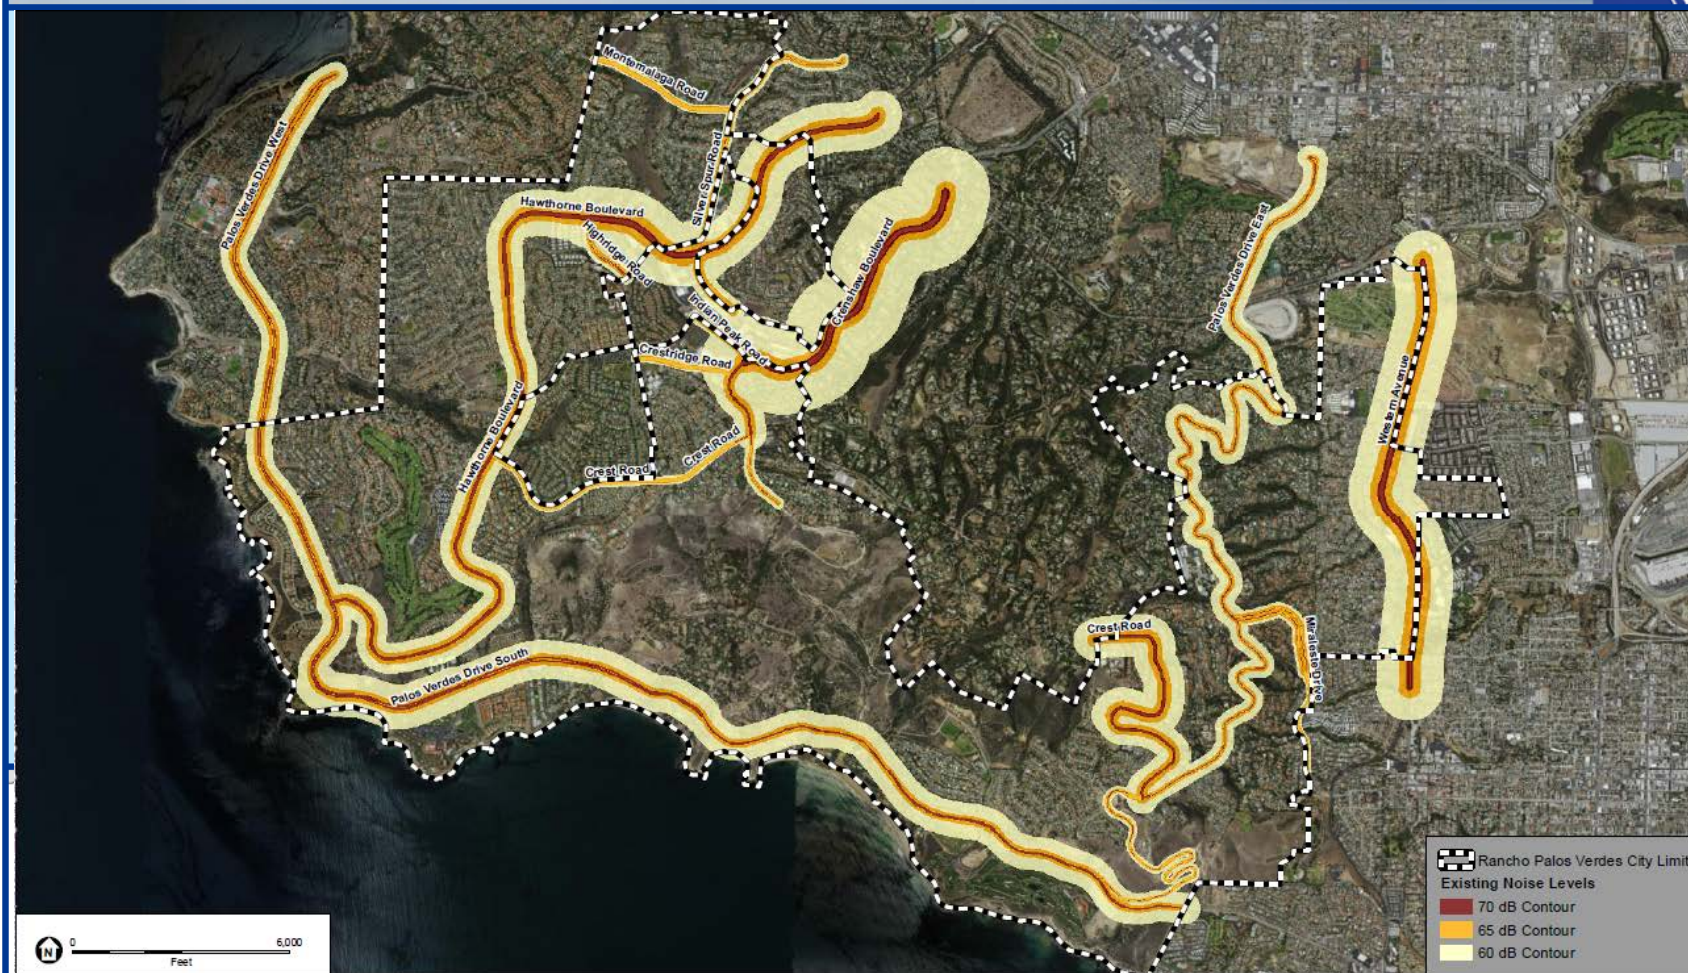 Montemalaga Road
Palos Verdes Drive West
Silver Spur Road
Hawthorne Boulevard
Highridge Road
Crenshaw Boulevard
Palos Verdes Drive East
Indian Peak Road
Crestridge Road
Western Avenue
Hawthorne Boulevard
Crest Road
Crest Road
Crest Road
Miraleste Drive
Palos Verdes Drive South
Rancho Palos Verdes City Limit
Existing Noise Levels
70 dB Contour
65 dB Contour
60 dB Contour
N
0 6,000
Feet